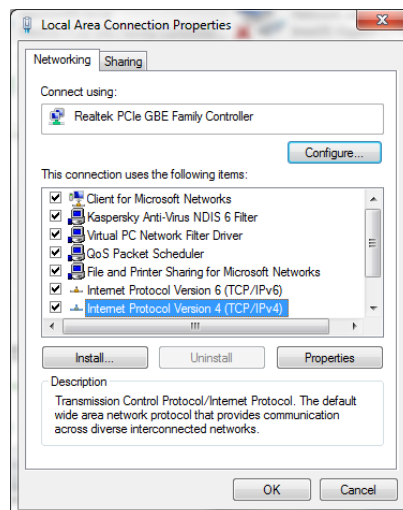 Local Area Connection Properties
Networking
Sharing
Connect using:
Realtek PCIe GBE Family Controller
Configure...
This connection uses the following items:
Client for Microsoft Networks
Kaspersky Anti-Virus NDIS 6 Filter
Virtual PC Network Filter Driver
QoS Packet Scheduler
File and Printer Sharing for Microsoft Networks
Internet Protocol Version 6 (TCP/IPv6)
Internet Protocol Version 4 (TCP/IPv4)
Install... Uninstall Properties
Description
Transmission Control Protocol/Internet Protocol. The default
wide area network protocol that provides communication
across diverse interconnected networks.
OK Cancel